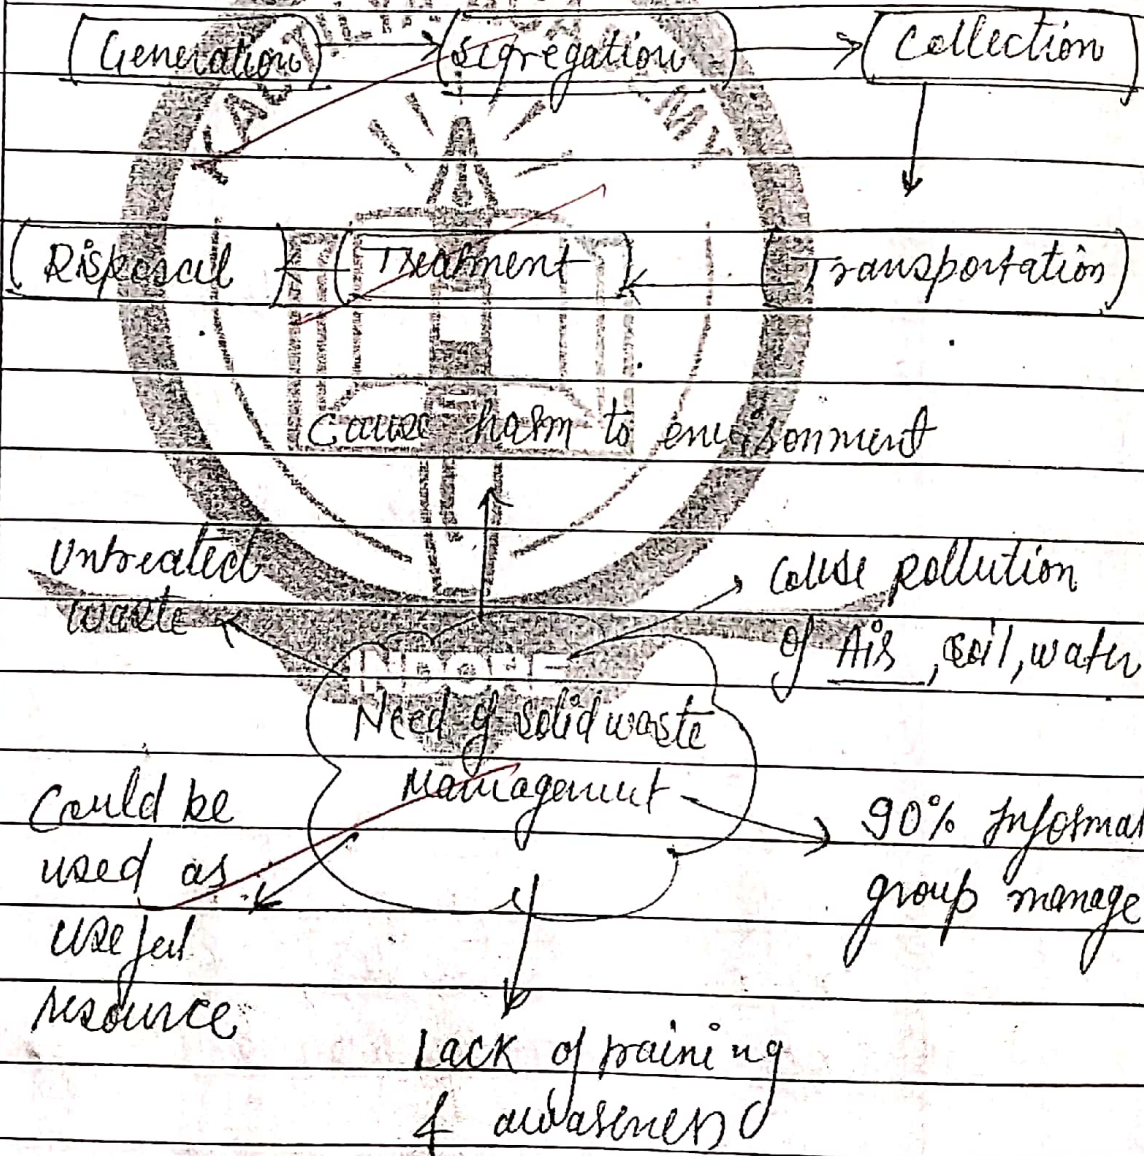 Generation → Segregation → Collection
Disposal ← Treatment ← Transportation
cause harm to environment
Untreated
waste
cause pollution
of Air, soil, water
INDORE
Need of solid waste
Management
Could be
used as
useful
resource
90% Informal
group manage
Lack of training
& awareness